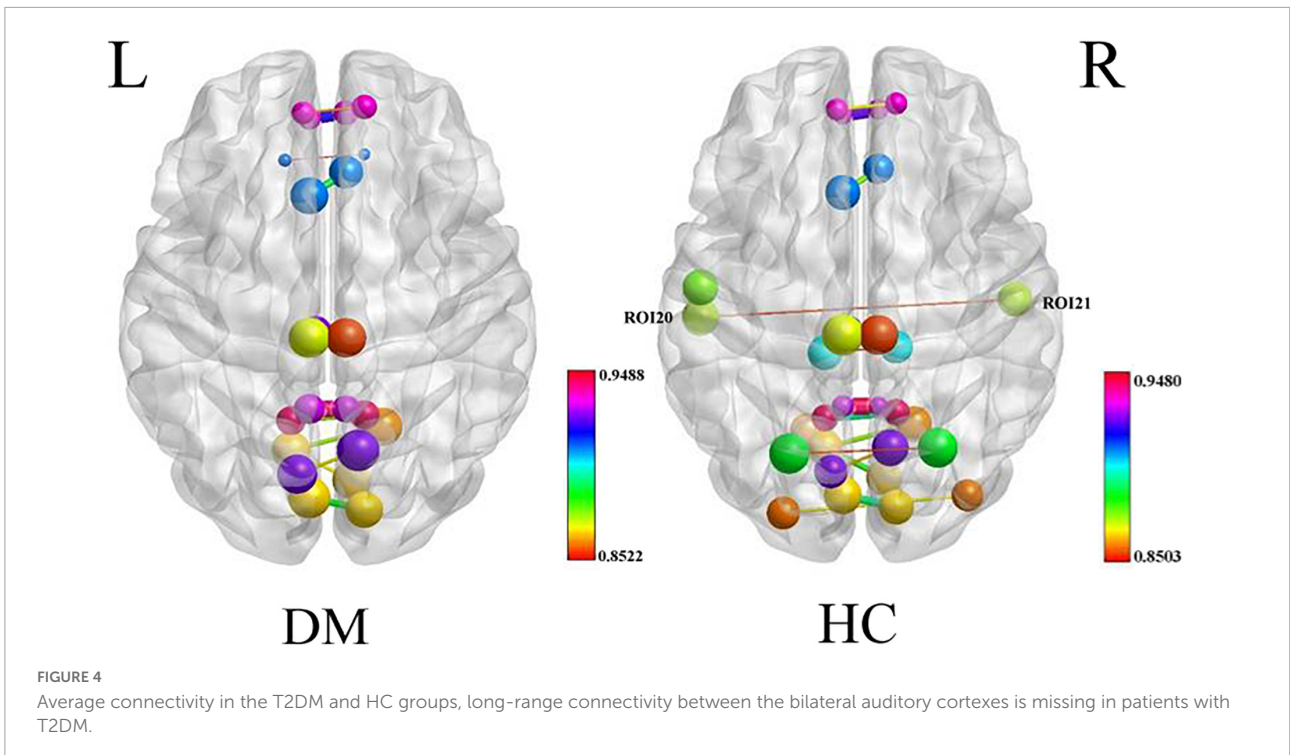 L
R
ROI20
ROI21
0.9488
0.9480
0.8522
0.8503
DM
HC
FIGURE 4
Average connectivity in the T2DM and HC groups, long-range connectivity between the bilateral auditory cortexes is missing in patients with
T2DM.